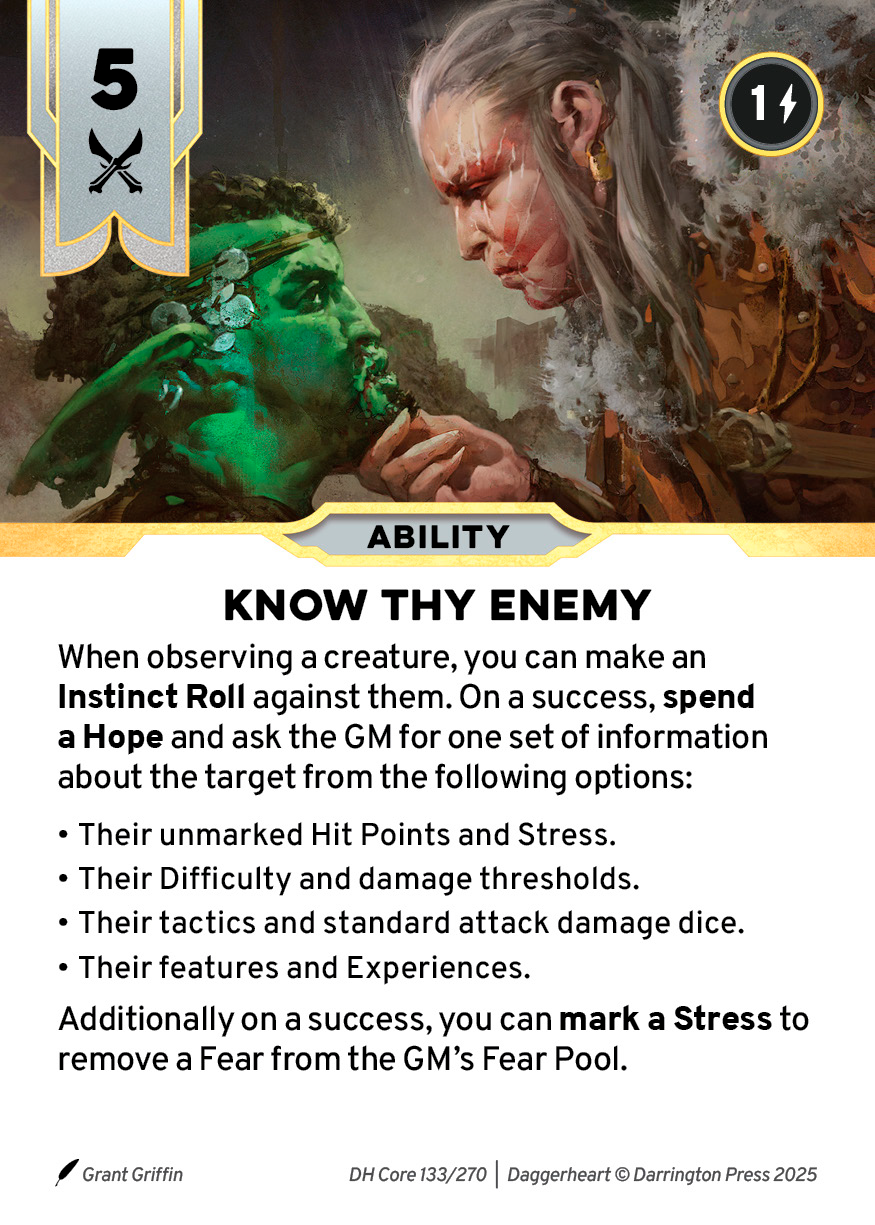 5
1
ABILITY
KNOW THY ENEMY
When observing a creature, you can make an
Instinct Roll against them. On a success, spend
a Hope and ask the GM for one set of information
about the target from the following options:
• Their unmarked Hit Points and Stress.
• Their Difficulty and damage thresholds.
• Their tactics and standard attack damage dice.
• Their features and Experiences.
Additionally on a success, you can mark a Stress to
remove a Fear from the GM’s Fear Pool.
Grant Griffin
DH Core 133/270 | Daggerheart © Darrington Press 2025